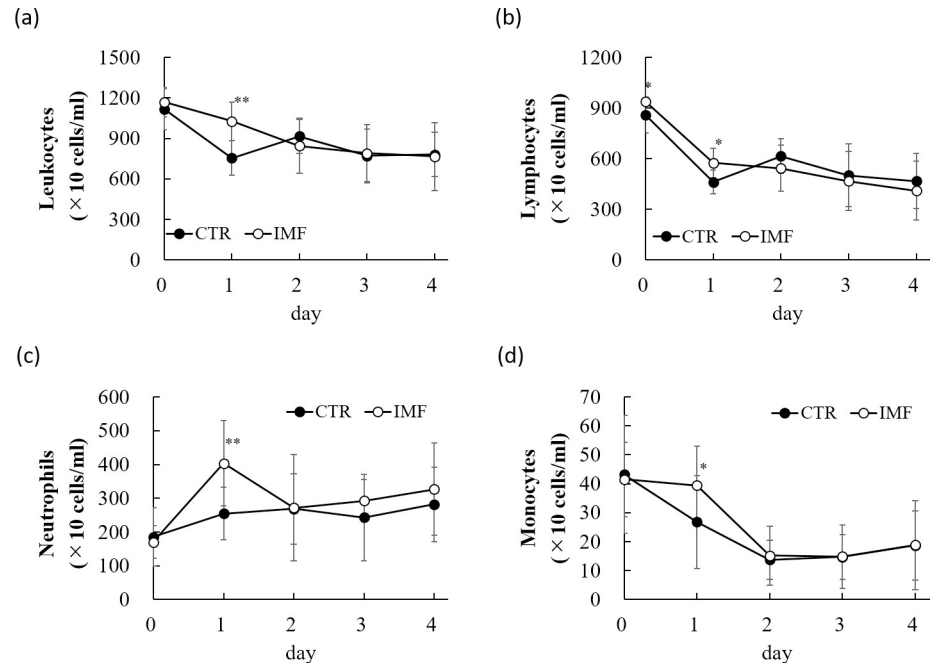 (a)
(b)
Leukocytes
(×10 cells/ml)
1500
1200
900
600
300
0
**
CTR
IMF
0 1 2 3 4
day
Lymphocytes
(×10 cells/ml)
1200
900
600
300
0
*
*
CTR
IMF
0 1 2 3 4
day
(c)
(d)
Neutrophils
(×10 cells/ml)
600
500
400
300
200
100
0
**
CTR
IMF
0 1 2 3 4
day
Monocytes
(×10 cells/ml)
70
60
50
40
30
20
10
0
*
CTR
IMF
0 1 2 3 4
day